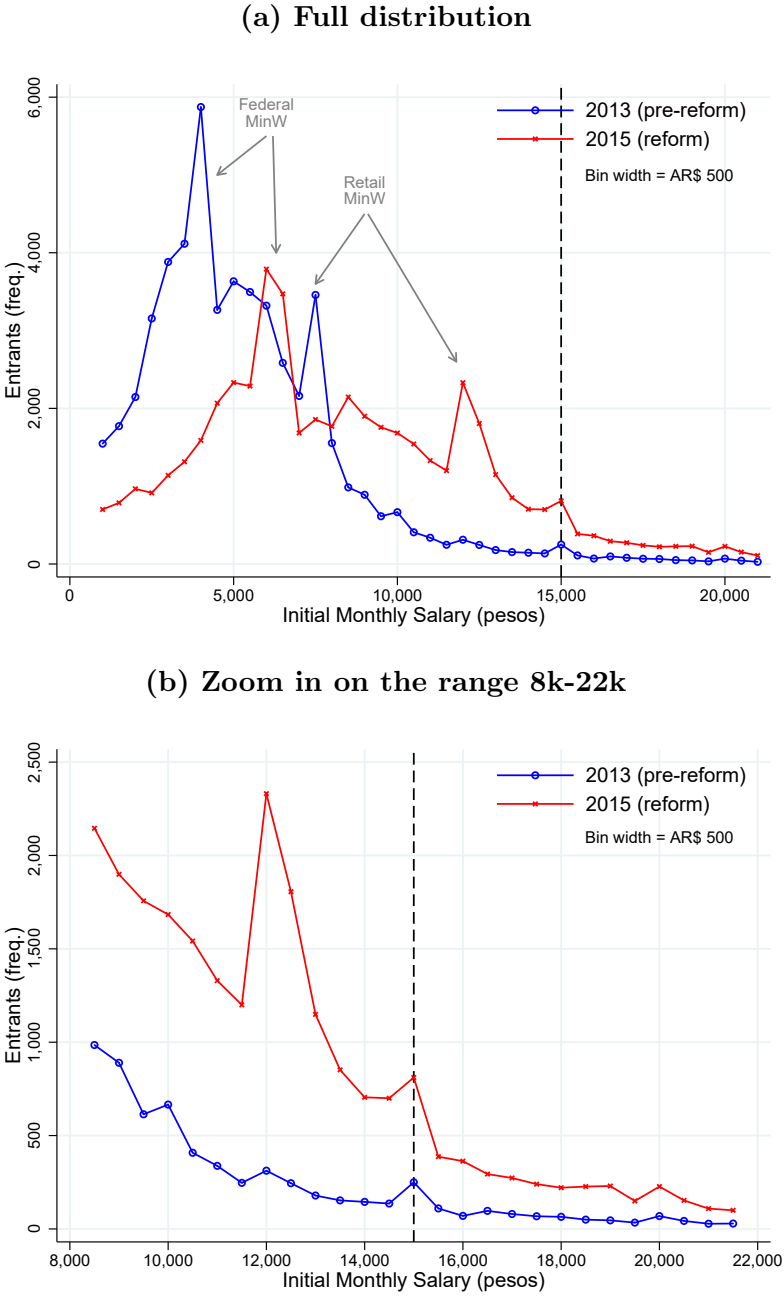 (a) Full distribution
Federal
MinW
Retail
MinW
2013 (pre-reform)
2015 (reform)
Bin width = AR$ 500
Entrants (freq.)
6,000
4,000
2,000
0
0 5,000 10,000 15,000 20,000
Initial Monthly Salary (pesos)
(b) Zoom in on the range 8k-22k
2013 (pre-reform)
2015 (reform)
Bin width = AR$ 500
Entrants (freq.)
2,500
2,000
1,500
1,000
500
0
8,000 10,000 12,000 14,000 16,000 18,000 20,000 22,000
Initial Monthly Salary (pesos)